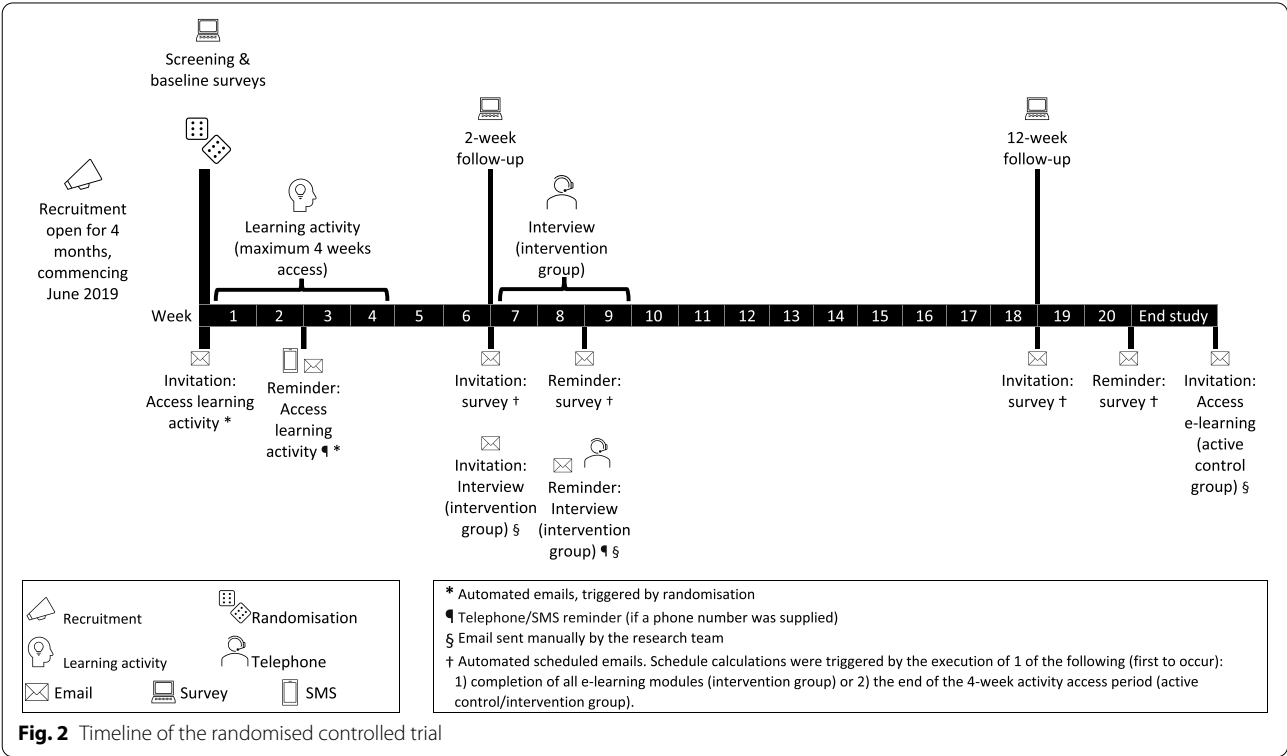 Screening &
baseline surveys
2-week
follow-up
12-week
follow-up
Recruitment
open for 4
months,
commencing
June 2019
Learning activity
(maximum 4 weeks
access)
Interview
(intervention
group)
Week 1 2 3 4 5 6 7 8 9 10 11 12 13 14 15 16 17 18 19 20 End study
Invitation:
Access learning
activity *
Reminder:
Access
learning
activity ¶ *
Invitation:
survey †
Reminder:
survey †
Invitation:
Interview
(intervention
group) §
Reminder:
Interview
(intervention
group) ¶ §
Invitation:
survey †
Reminder:
survey †
Invitation:
Access
e-learning
(active
control
group) §
Recruitment
Randomisation
Learning activity
Telephone
Email
Survey
SMS
* Automated emails, triggered by randomisation
¶ Telephone/SMS reminder (if a phone number was supplied)
§ Email sent manually by the research team
† Automated scheduled emails. Schedule calculations were triggered by the execution of 1 of the following (first to occur):
1) completion of all e-learning modules (intervention group) or 2) the end of the 4-week activity access period (active
control/intervention group).
Fig. 2 Timeline of the randomised controlled trial